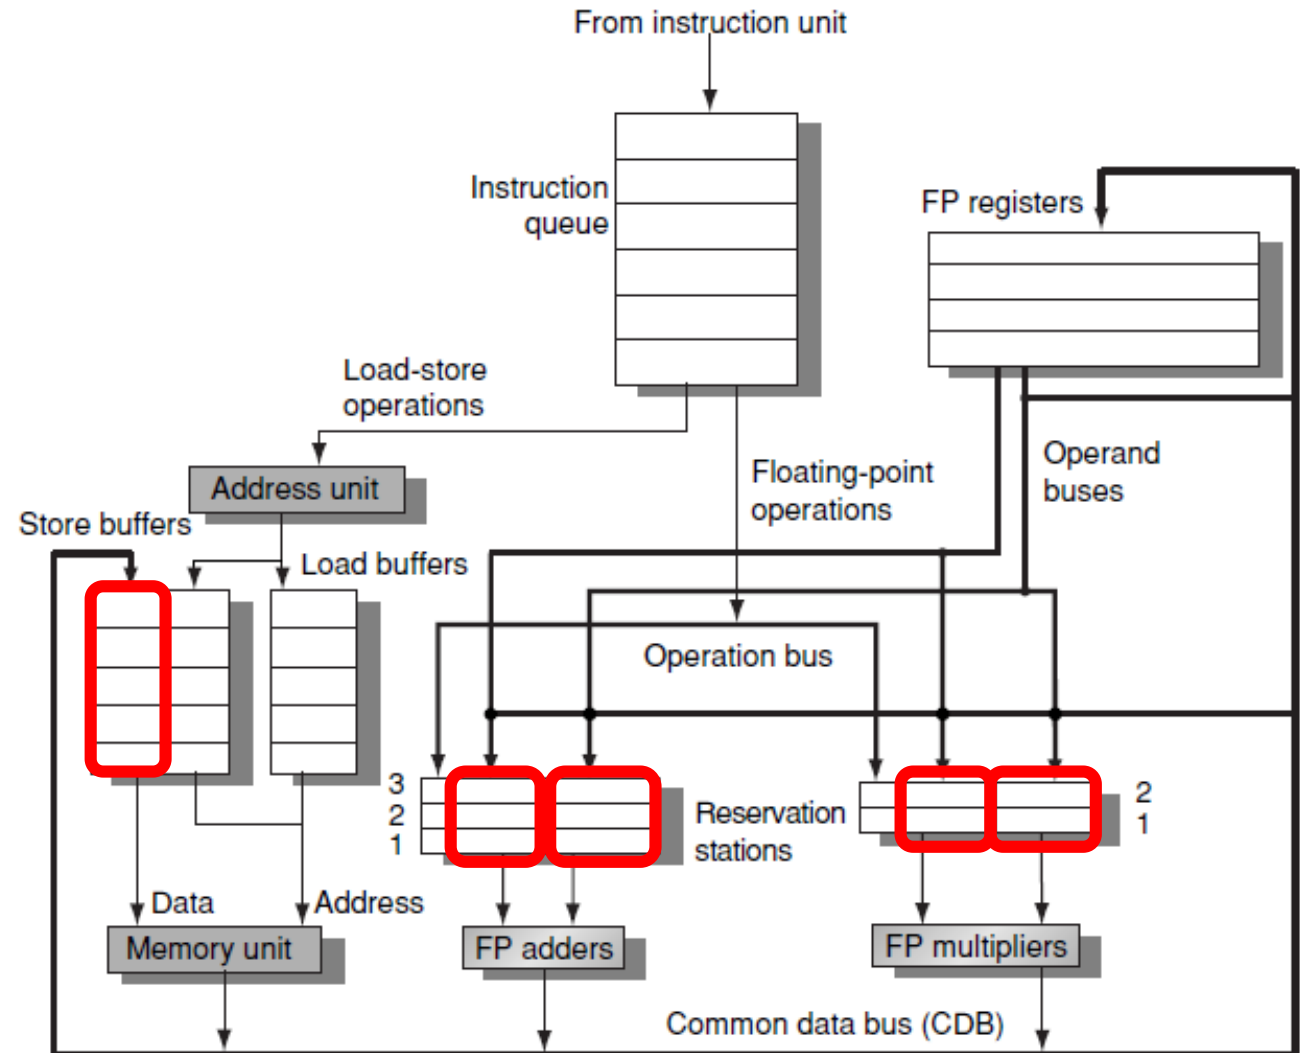 From instruction unit
Instruction
queue
FP registers
Load-store
operations
Address unit
Floating-point
operations
Operand
buses
Store buffers
Load buffers
Operation bus
3
2
1
Reservation
stations
2
1
Data
Address
Memory unit
FP adders
FP multipliers
Common data bus (CDB)